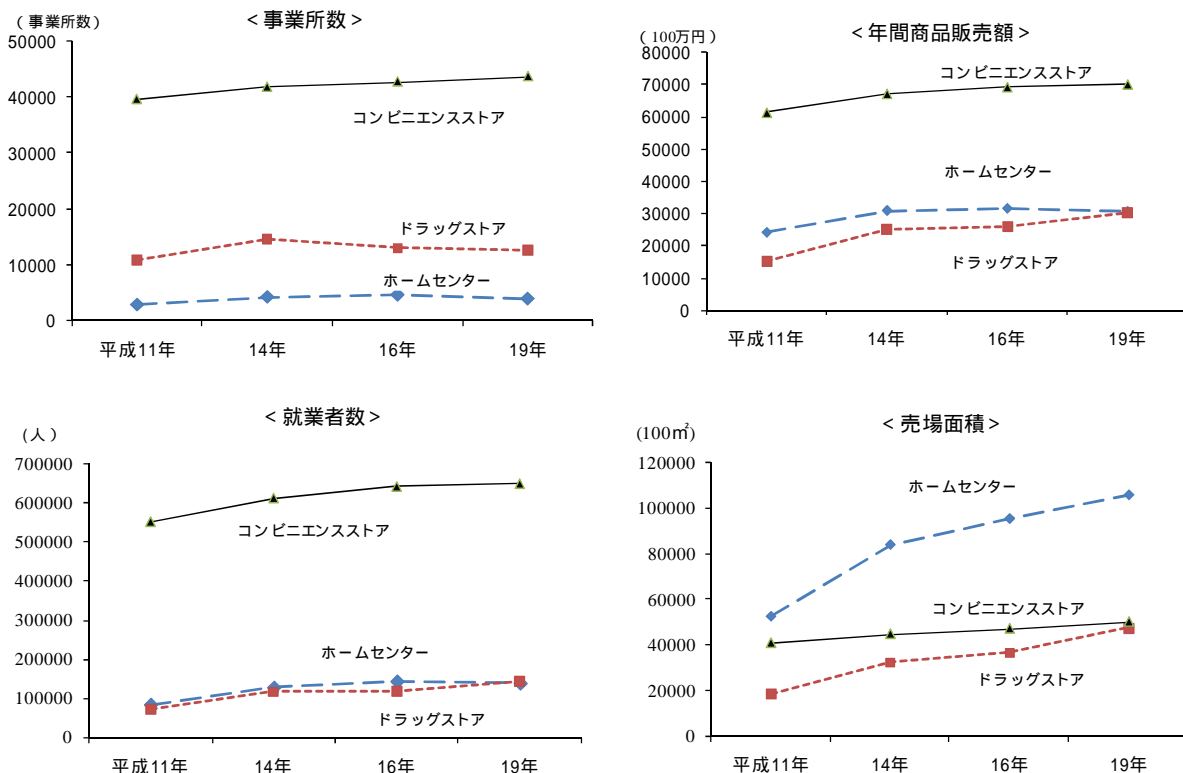 <事業所数>
(事業所数)
50000
40000
30000
20000
10000
0
コンビニエンスストア
ドラッグストア
ホームセンター
平成11年 14年 16年 19年
<年間商品販売額>
(100万円)
80000
70000
60000
50000
40000
30000
20000
10000
0
コンビニエンスストア
ホームセンター
ドラッグストア
平成11年 14年 16年 19年
<就業者数>
(人)
700000
600000
500000
400000
300000
200000
100000
0
コンビニエンスストア
ホームセンター
ドラッグストア
平成11年 14年 16年 19年
<売場面積>
(100㎡)
120000
100000
80000
60000
40000
20000
0
ホームセンター
コンビニエンスストア
ドラッグストア
平成11年 14年 16年 19年